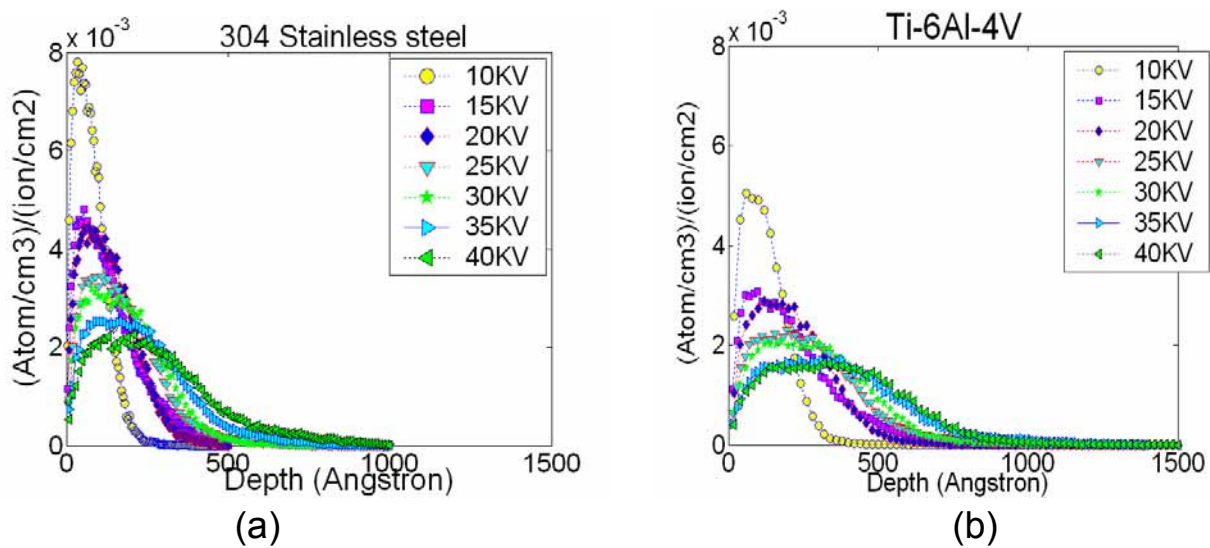 × 10⁻³
304 Stainless steel
8
6
4
2
0
(Atom/cm3)/(ion/cm2)
10KV
15KV
20KV
25KV
30KV
35KV
40KV
0
500
1000
1500
Depth (Angstron)
(a)
x 10⁻³
Ti-6Al-4V
8
6
4
2
0
(Atom/cm3)/(ion/cm2)
10KV
15KV
20KV
25KV
30KV
35KV
40KV
0
500
1000
1500
Depth (Angstron)
(b)